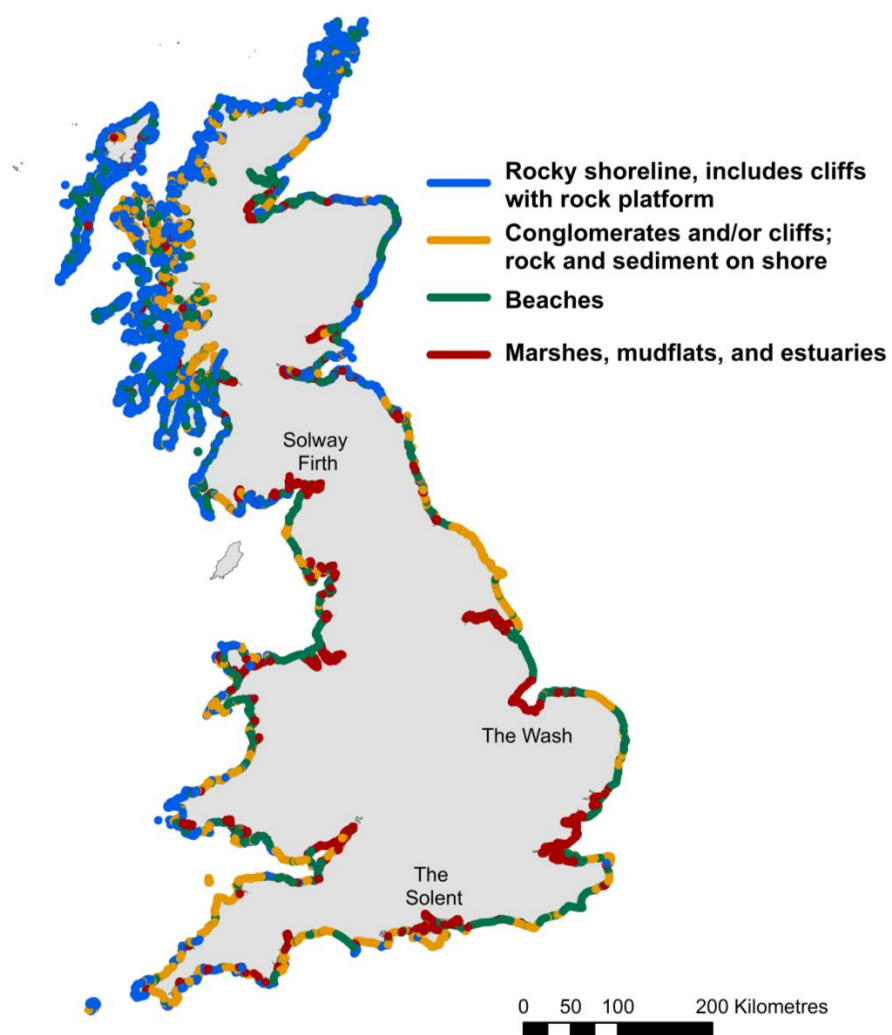 Rocky shoreline, includes cliffs
with rock platform
Conglomerates and/or cliffs;
rock and sediment on shore
Beaches
Marshes, mudflats, and estuaries
Solway
Firth
The Wash
The
Solent
0 50 100 200 Kilometres